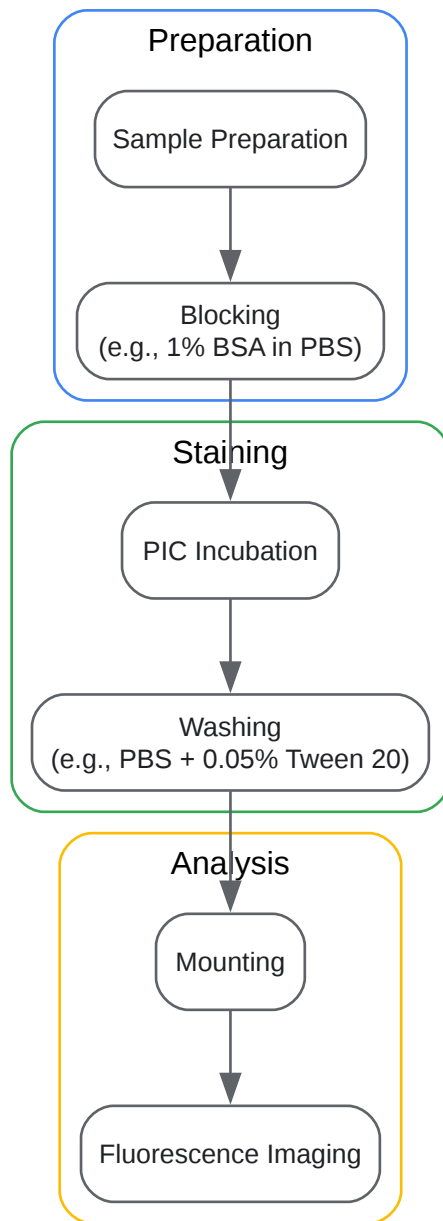 Preparation
Sample Preparation
Blocking
(e.g., 1% BSA in PBS)
Staining
PIC Incubation
Washing
(e.g., PBS + 0.05% Tween 20)
Analysis
Mounting
Fluorescence Imaging